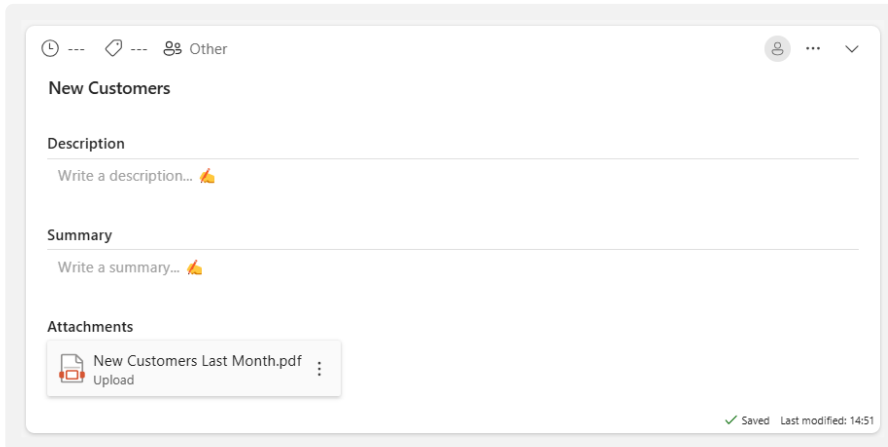 --- --- Other
New Customers
Description
Write a description... ✍
Summary
Write a summary... ✍
Attachments
New Customers Last Month.pdf
Upload
Saved Last modified: 14:51